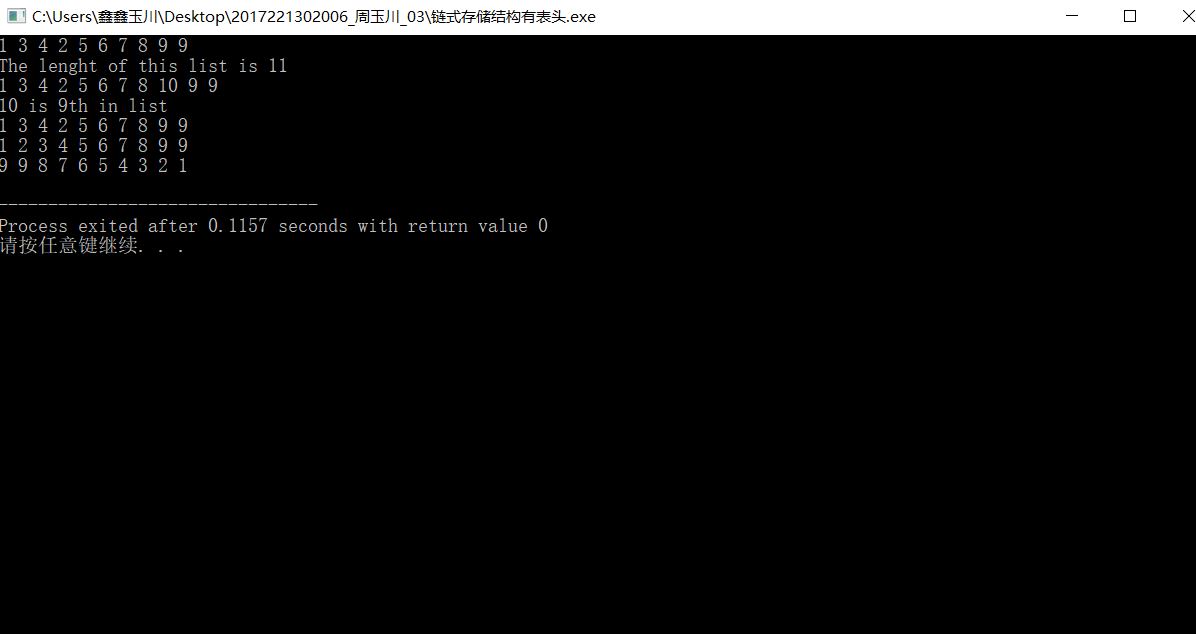 C:\Users\鑫鑫玉川\Desktop\2017221302006_周玉川_03\链式存储结构有表头.exe
1 3 4 2 5 6 7 8 9 9
The lenght of this list is 11
1 3 4 2 5 6 7 8 10 9 9
10 is 9th in list
1 3 4 2 5 6 7 8 9 9
1 2 3 4 5 6 7 8 9 9
9 9 8 7 6 5 4 3 2 1
--------------------------------
Process exited after 0.1157 seconds with return value 0
请按任意键继续. . .